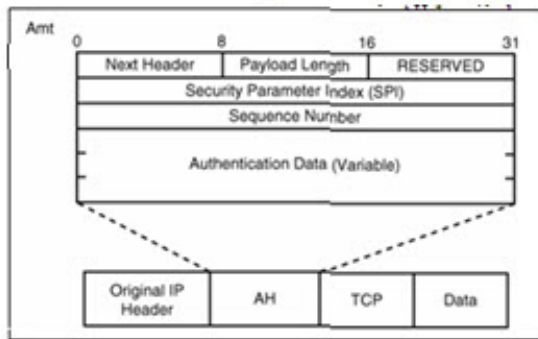 Amt
0 8 16 31
Next Header Payload Length RESERVED
Security Parameter Index (SPI)
Sequence Number
Authentication Data (Variable)
Original IP
Header
AH
TCP
Data